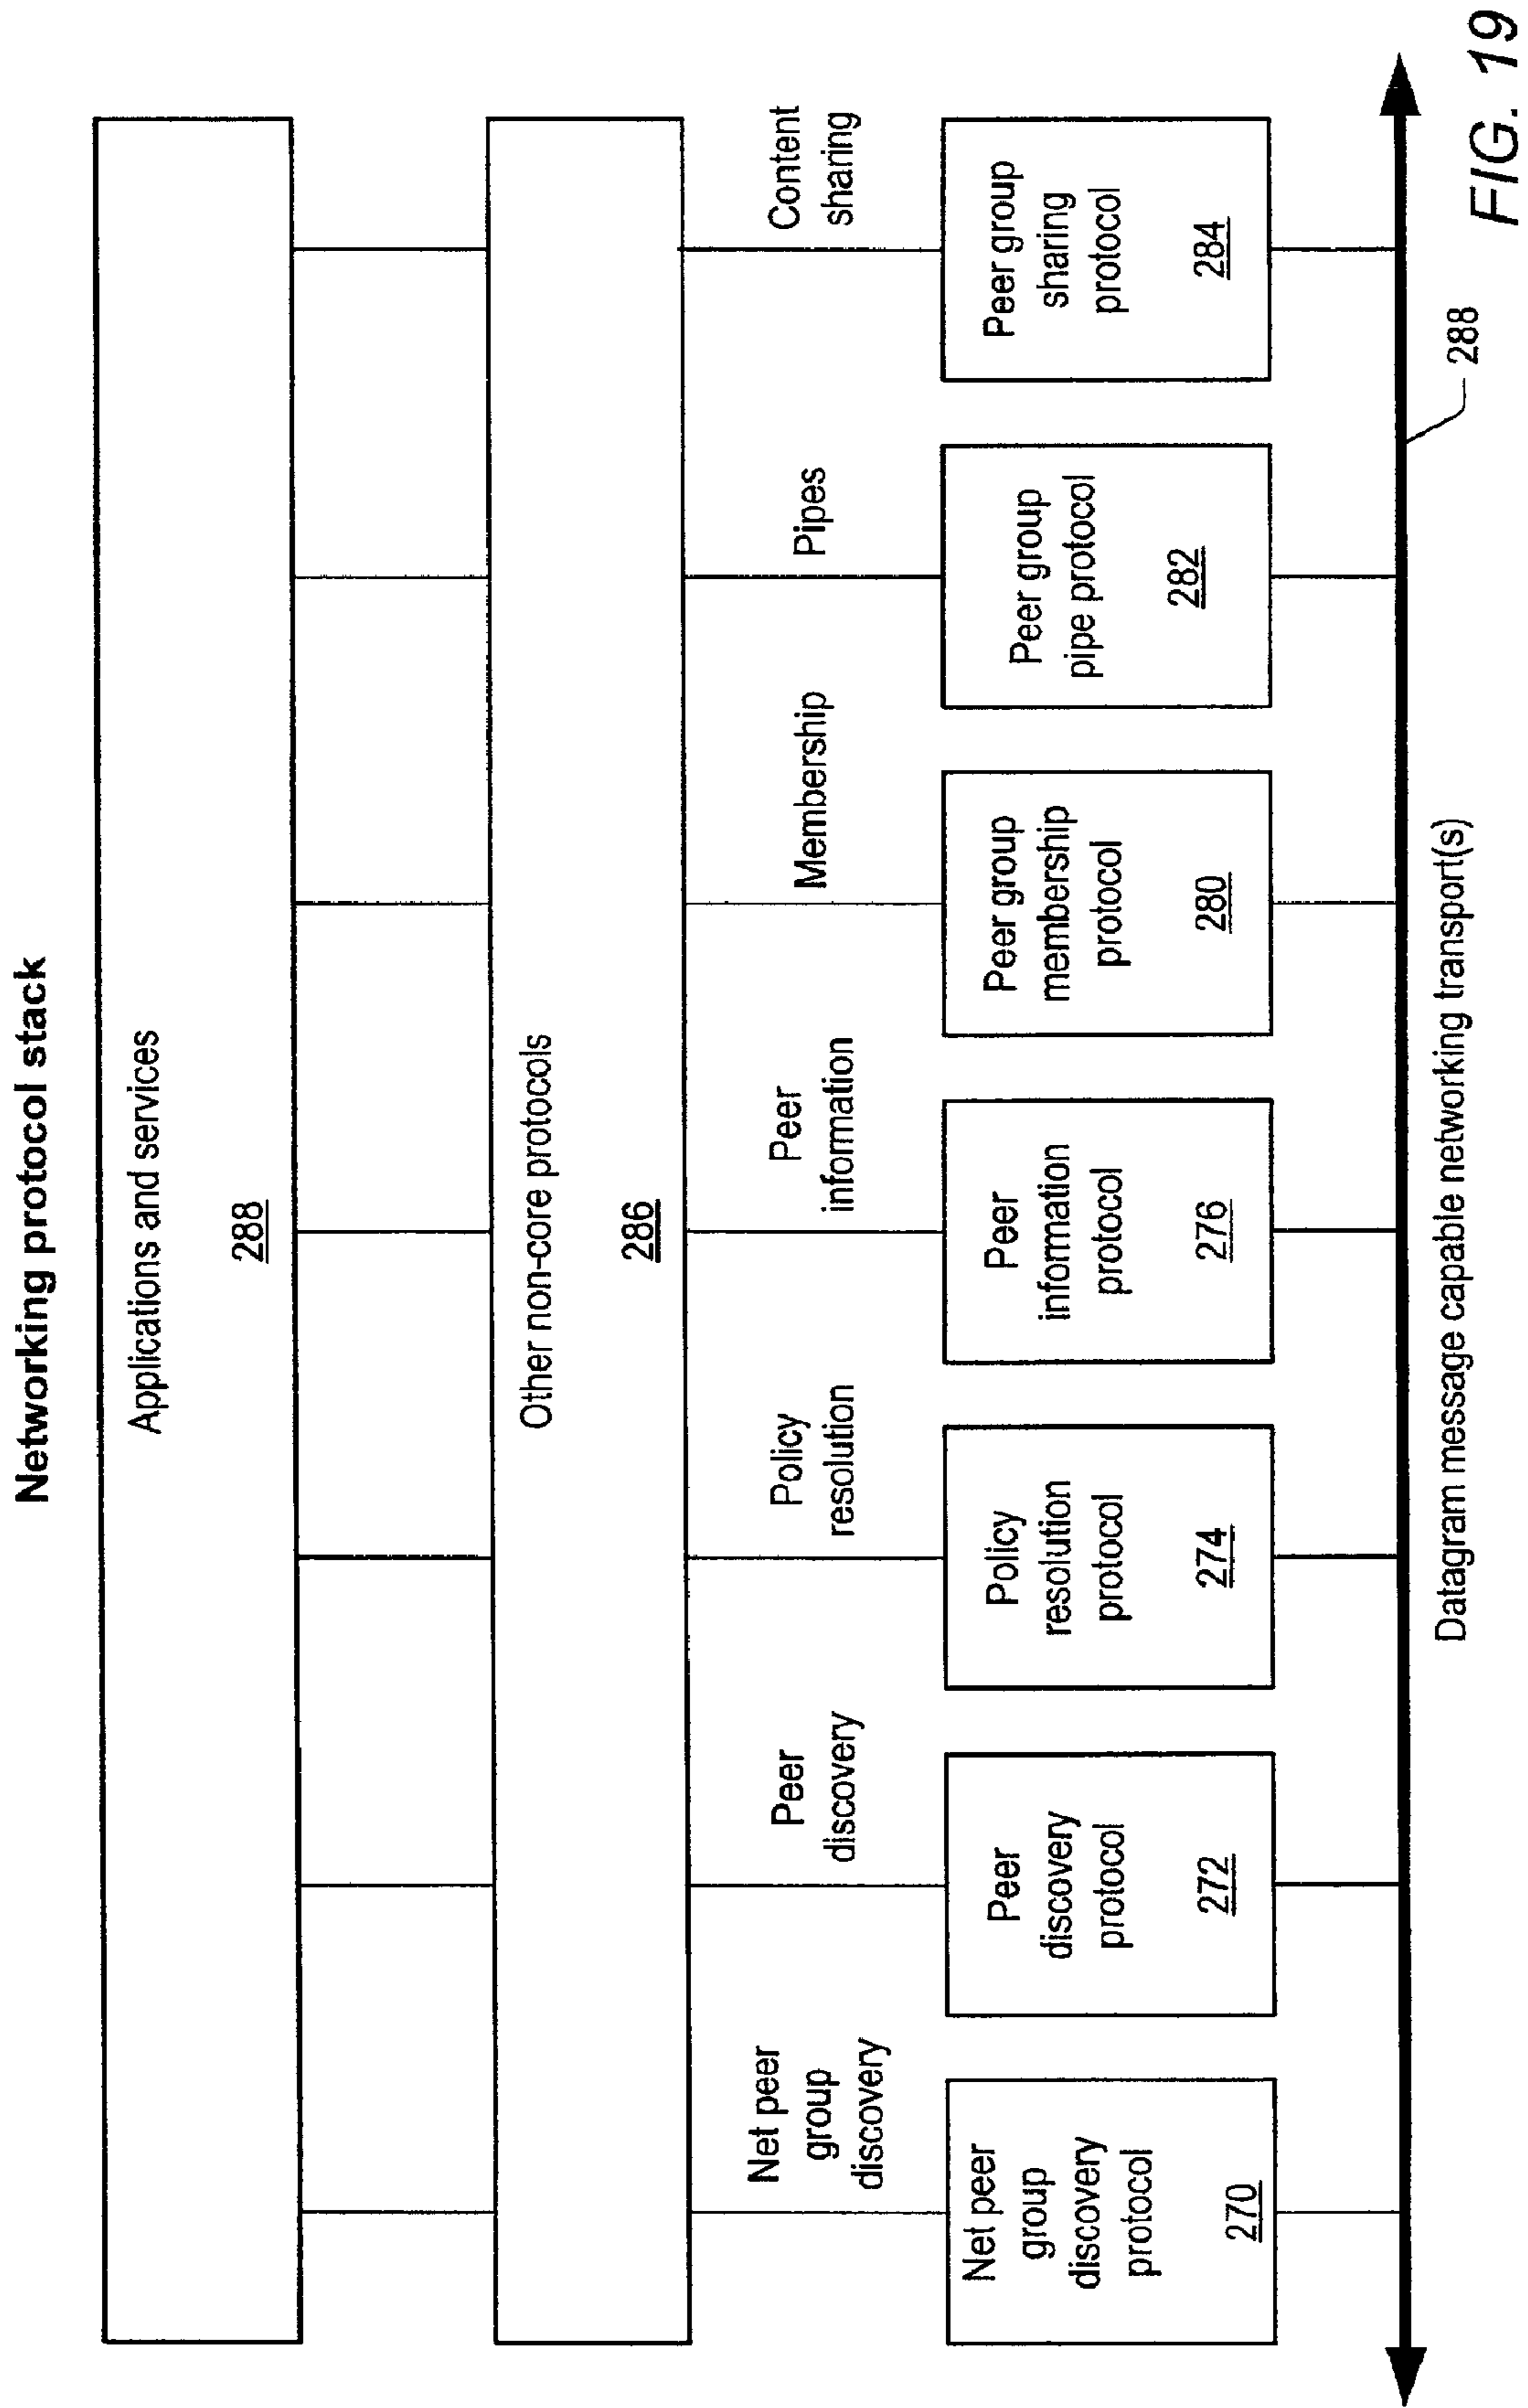 Networking protocol stack
Applications and services
288
Other non-core protocols
286
Net peer
group
discovery
Peer
discovery
Policy
resolution
Peer
information
Membership
Pipes
Content
sharing
Net peer
group
discovery
protocol
270
Peer
discovery
protocol
272
Policy
resolution
protocol
274
Peer
information
protocol
276
Peer group
membership
protocol
280
Peer group
pipe protocol
282
Peer group
sharing
protocol
284
288
Datagram message capable networking transport(s)
FIG. 19